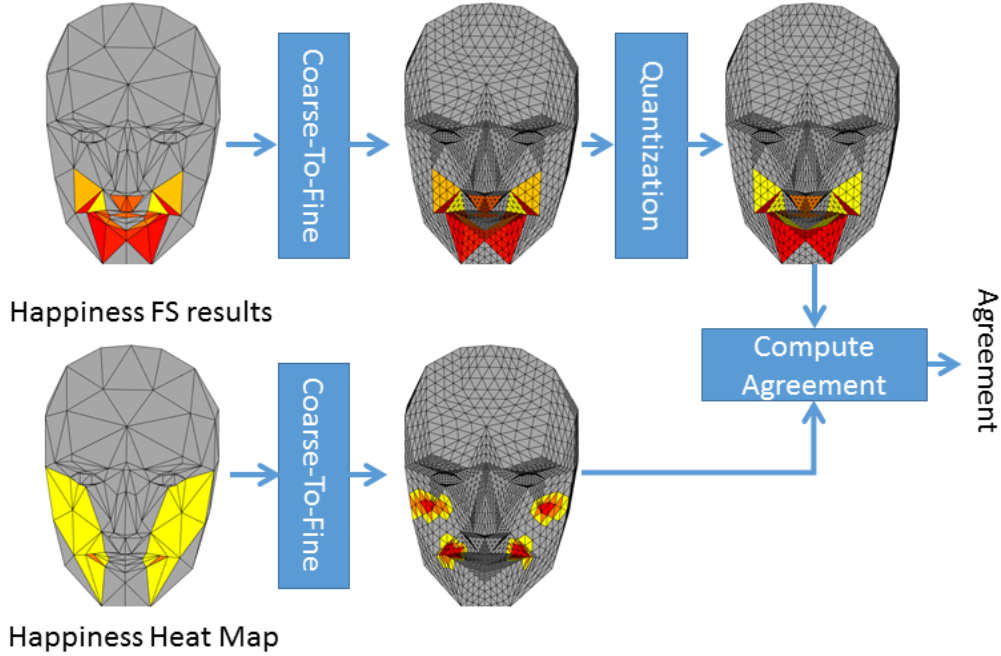 Coarse-To-Fine
Quantization
Happiness FS results
Compute
Agreement
Agreement
Coarse-To-Fine
Happiness Heat Map